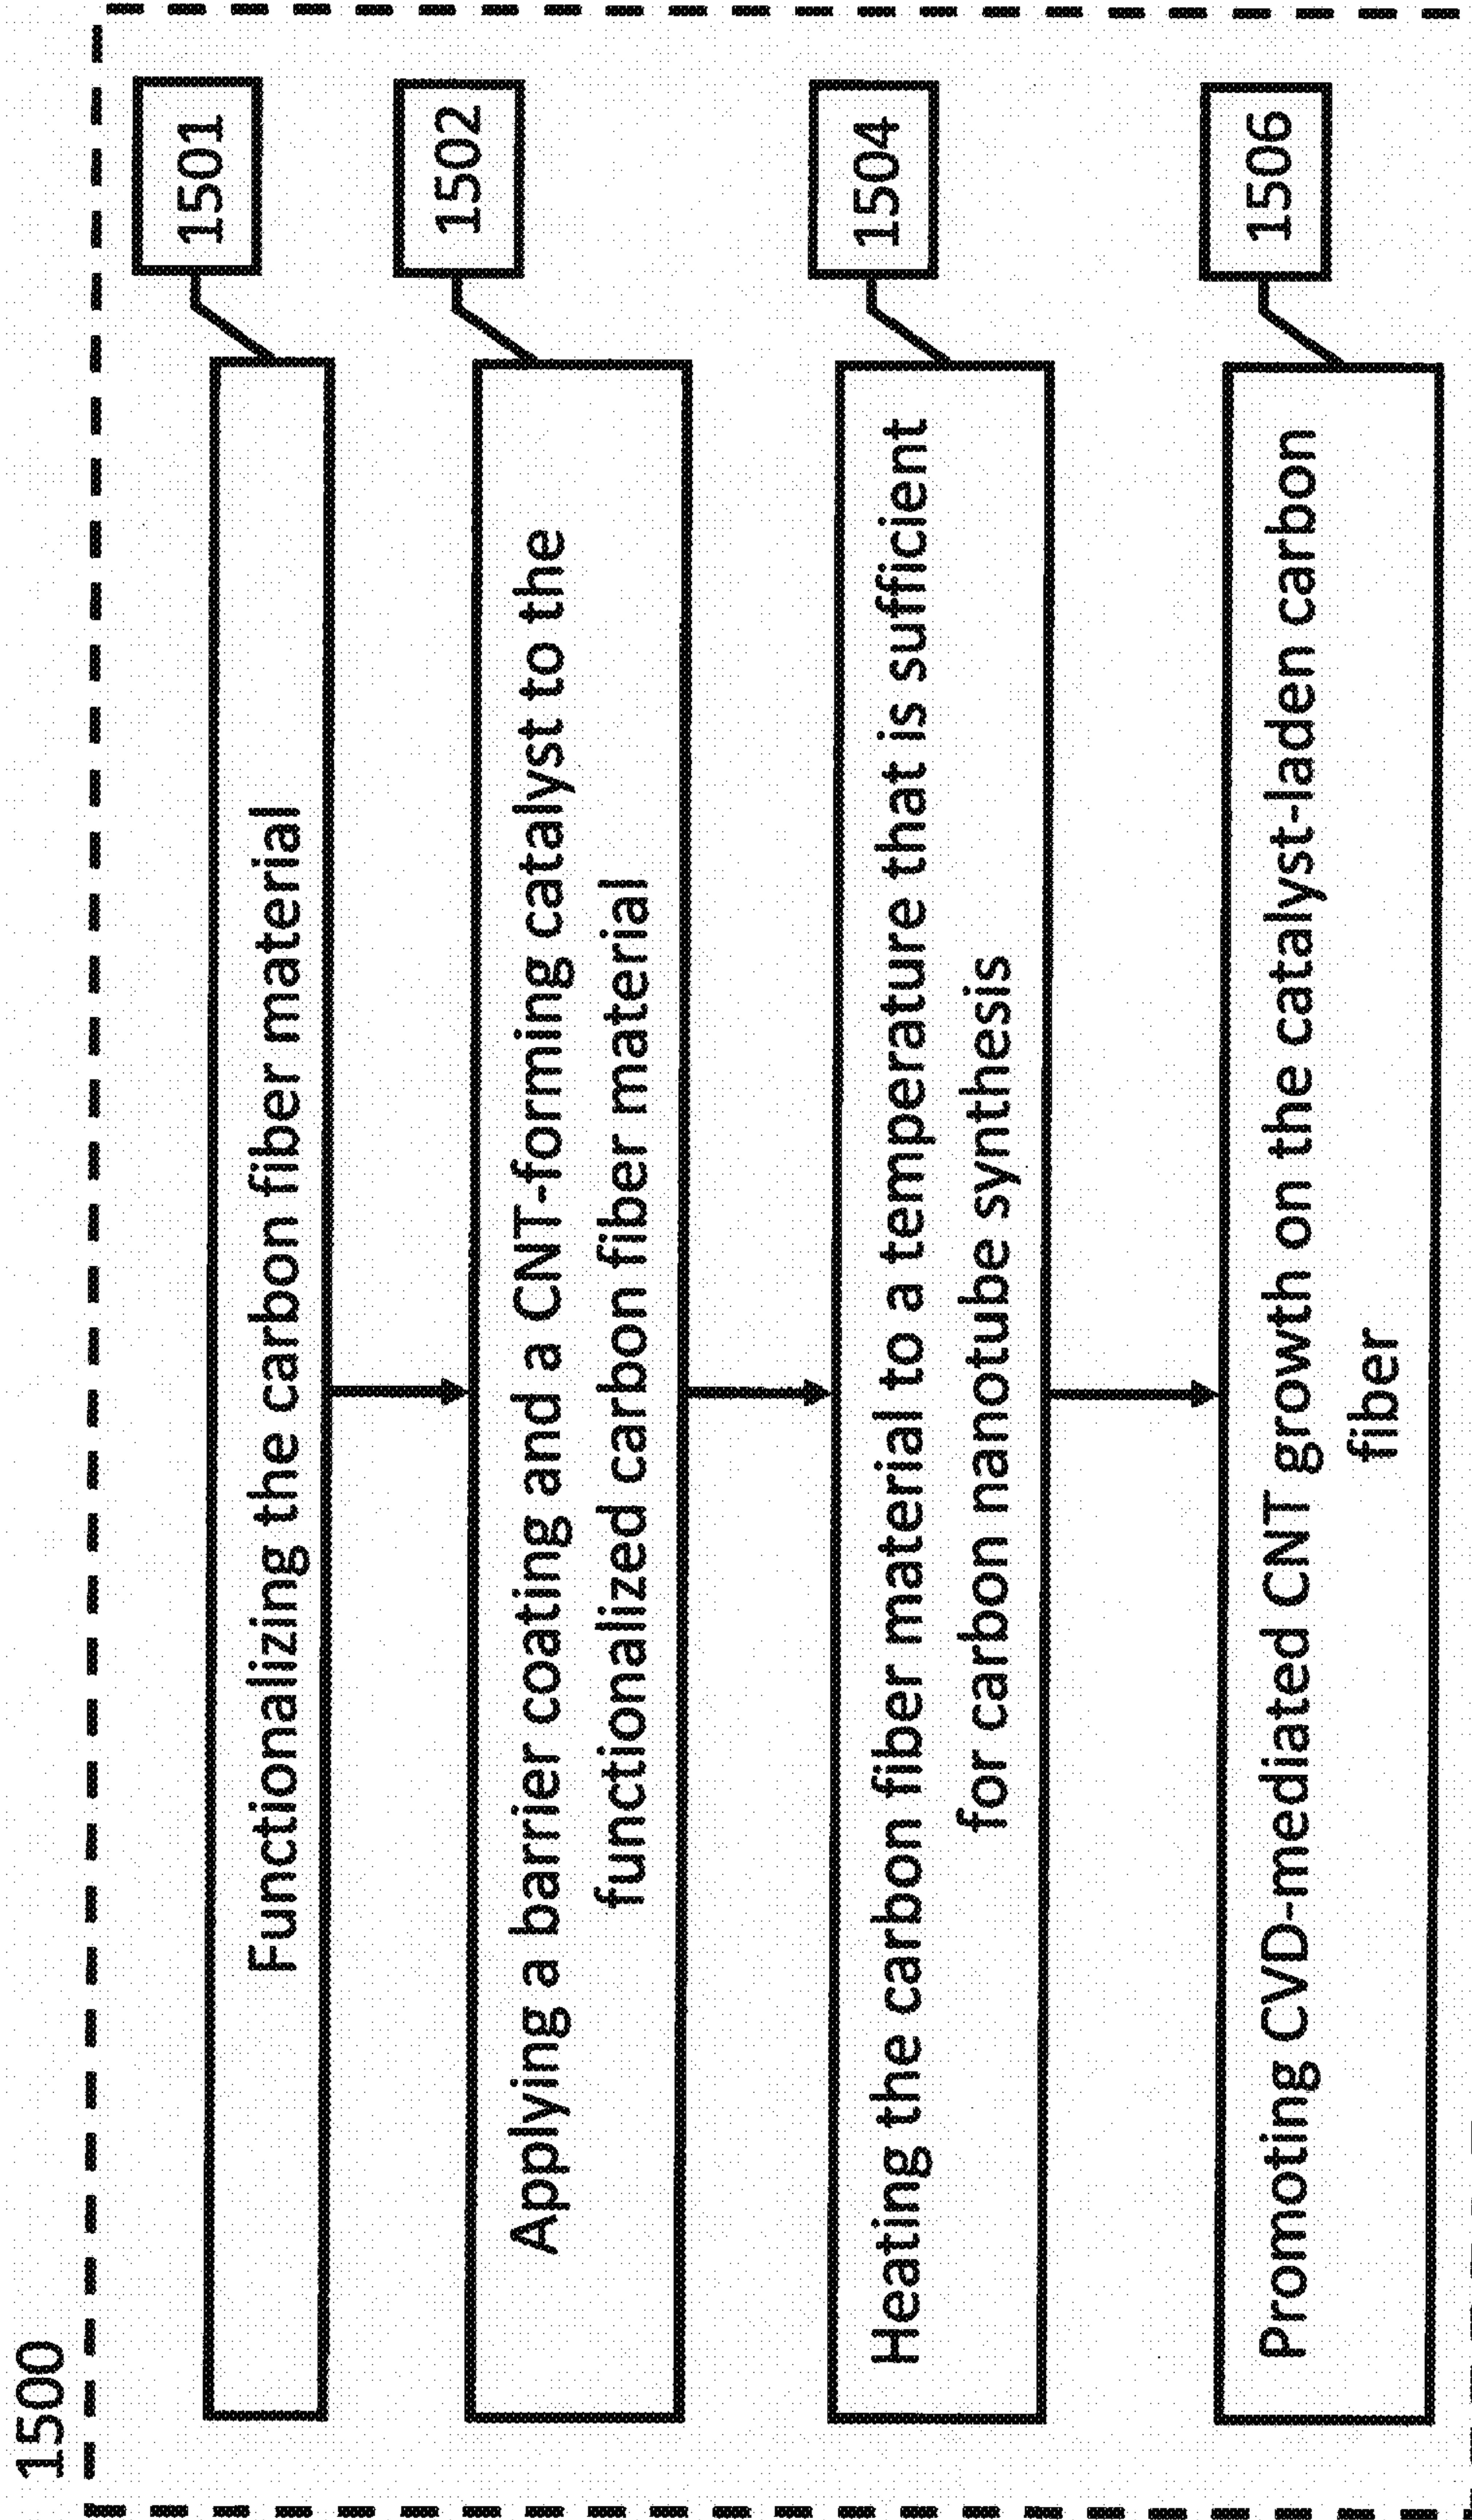 1500
Functionalizing the carbon fiber material
1501
Applying a barrier coating and a CNT-forming catalyst to the
functionalized carbon fiber material
1502
Heating the carbon fiber material to a temperature that is sufficient
for carbon nanotube synthesis
1504
Promoting CVD-mediated CNT growth on the catalyst-laden carbon
fiber
1506